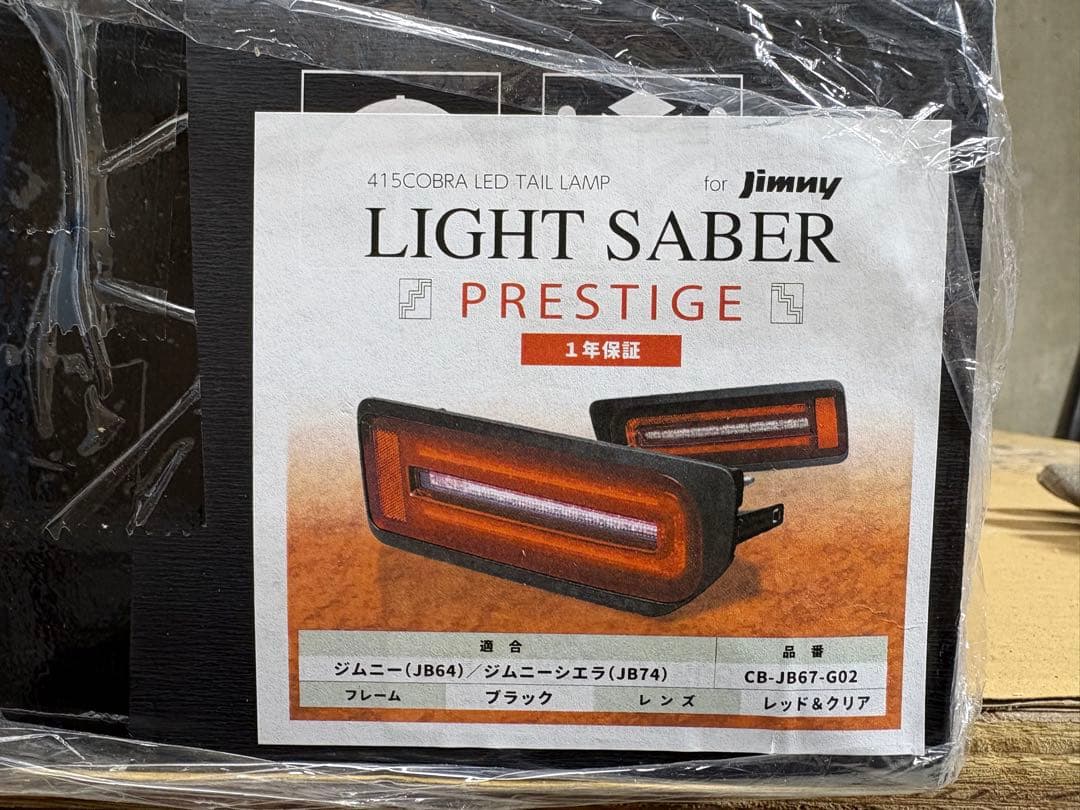 415COBRA LED TAIL LAMP for Jimny
LIGHT SABER
PRESTIGE
1年保証
適合 品番
ジムニー(JB64)/ジムニーシエラ(JB74) CB-JB67-G02
フレーム ブラック レンズ レッド&クリア